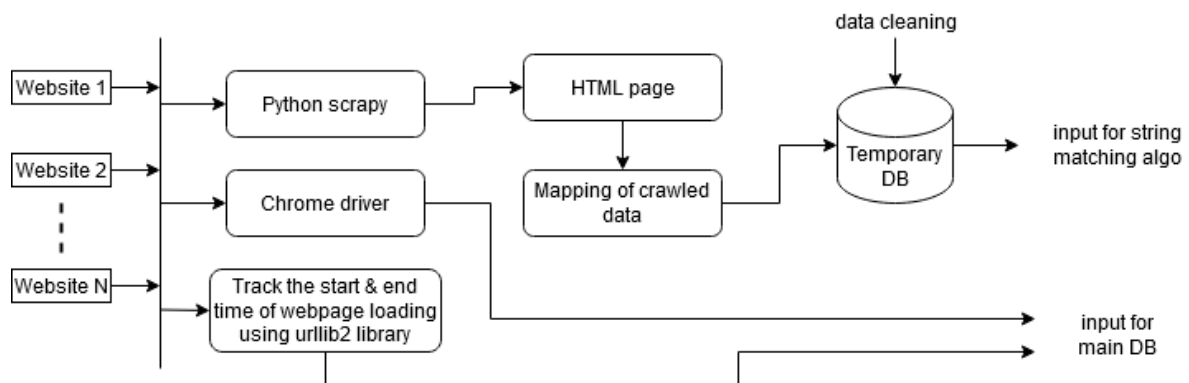 data cleaning
Website 1
Python scrapy
HTML page
input for string
matching algo
Temporary
DB
Website 2
Chrome driver
Mapping of crawled
data
Website N
Track the start & end
time of webpage loading
using urllib2 library
input for
main DB